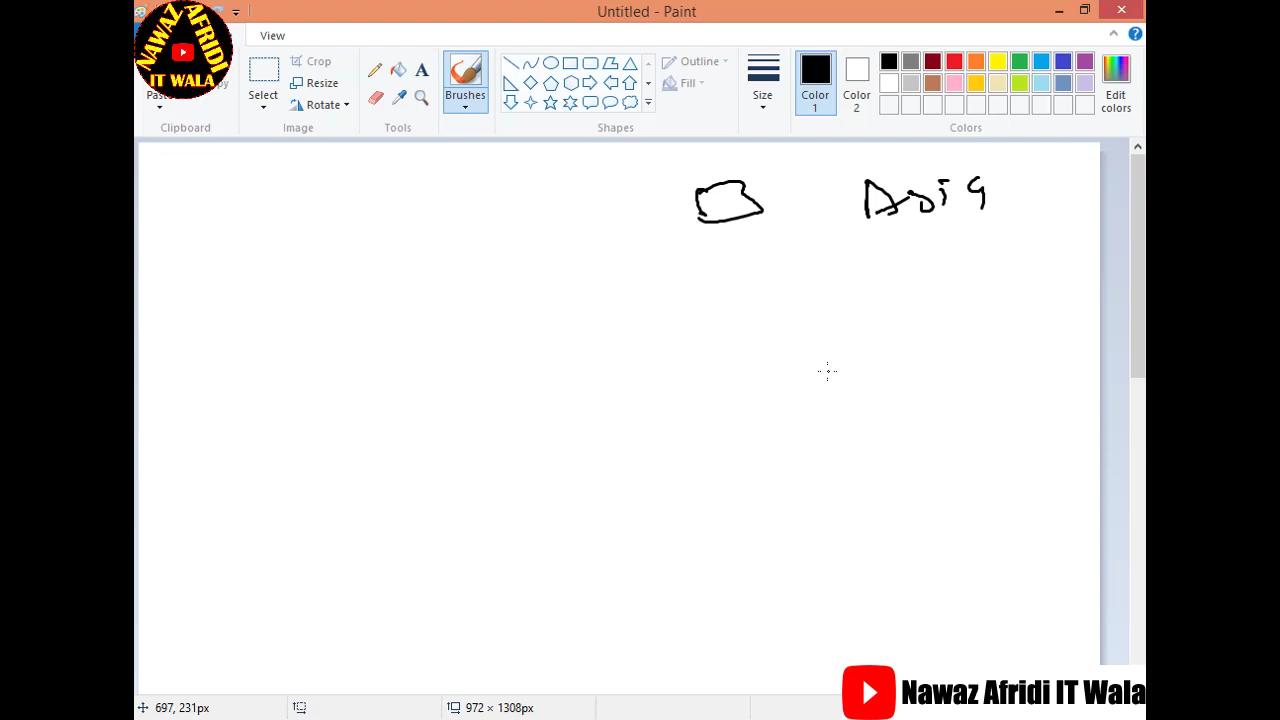 NAWAZ AFRIDI
IT WALA
Untitled - Paint
View
Paste
Clipboard
Select
Crop
Resize
Rotate
Image
A
Tools
Brushes
Outline
Fill
Shapes
Size
Color 1
Color 2
Edit colors
Colors
697, 231px
972 × 1308px
Nawaz Afridi IT Wala